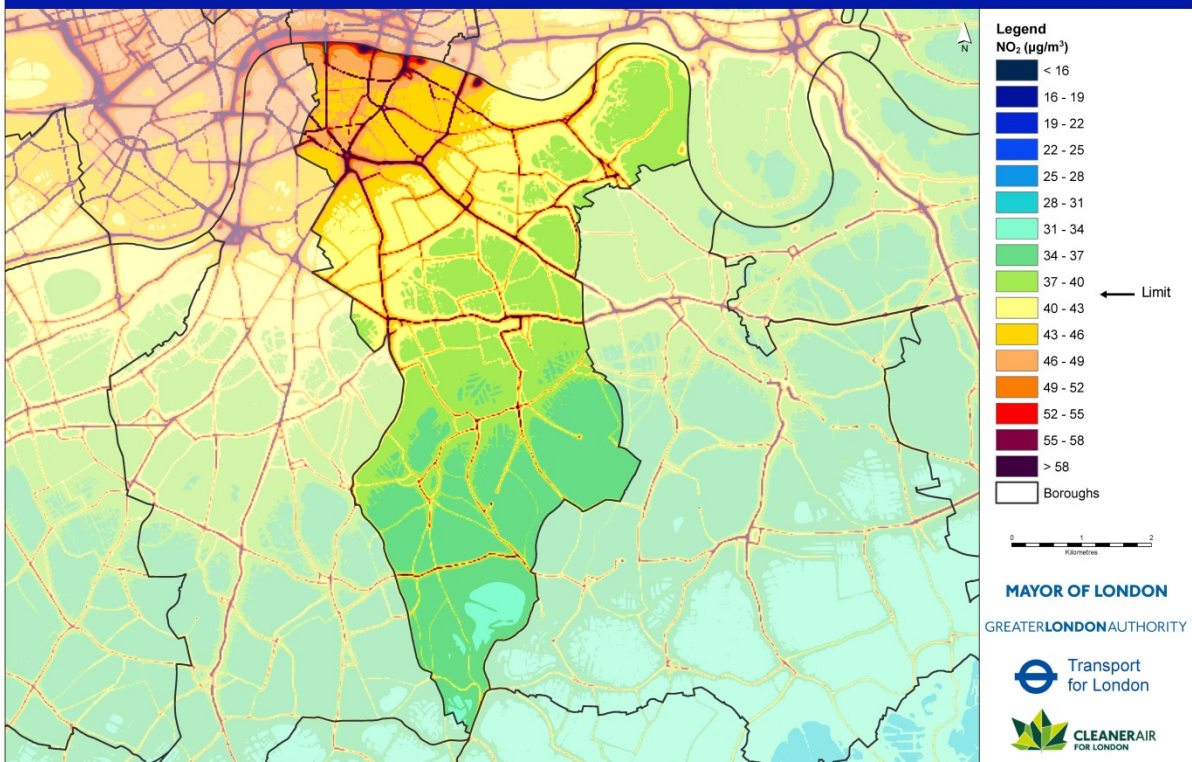 N
Legend
NO₂ (µg/m³)
< 16
16 - 19
19 - 22
22 - 25
25 - 28
28 - 31
31 - 34
34 - 37
37 - 40
Limit
40 - 43
43 - 46
46 - 49
49 - 52
52 - 55
55 - 58
> 58
Boroughs
0 1 2
Kilometres
MAYOR OF LONDON
GREATERLONDONAUTHORITY
Transport
for London
CLEANERAIR
FOR LONDON